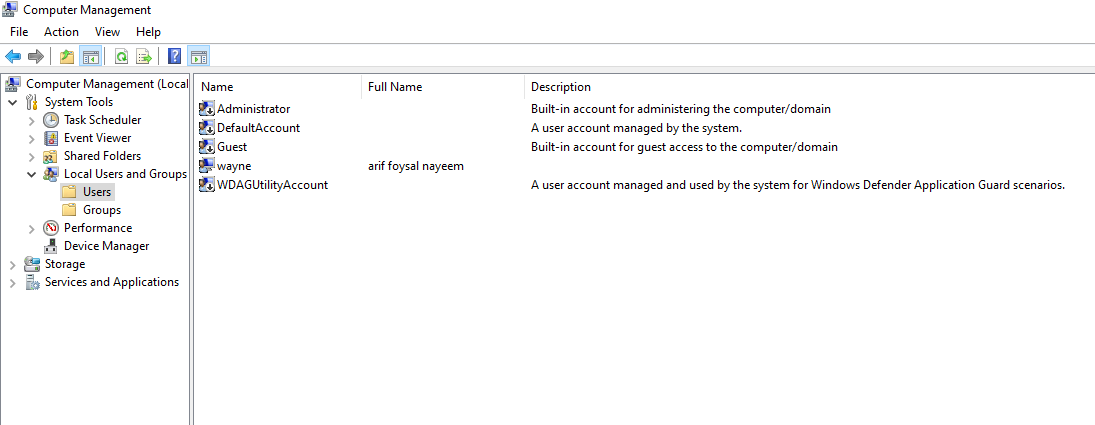 Computer Management
File Action View Help
Computer Management (Local
System Tools
Task Scheduler
Event Viewer
Shared Folders
Local Users and Groups
Users
Groups
Performance
Device Manager
Storage
Services and Applications
Name Full Name Description
Administrator Built-in account for administering the computer/domain
DefaultAccount A user account managed by the system.
Guest Built-in account for guest access to the computer/domain
wayne arif foysal nayeem
WDAGUtilityAccount A user account managed and used by the system for Windows Defender Application Guard scenarios.